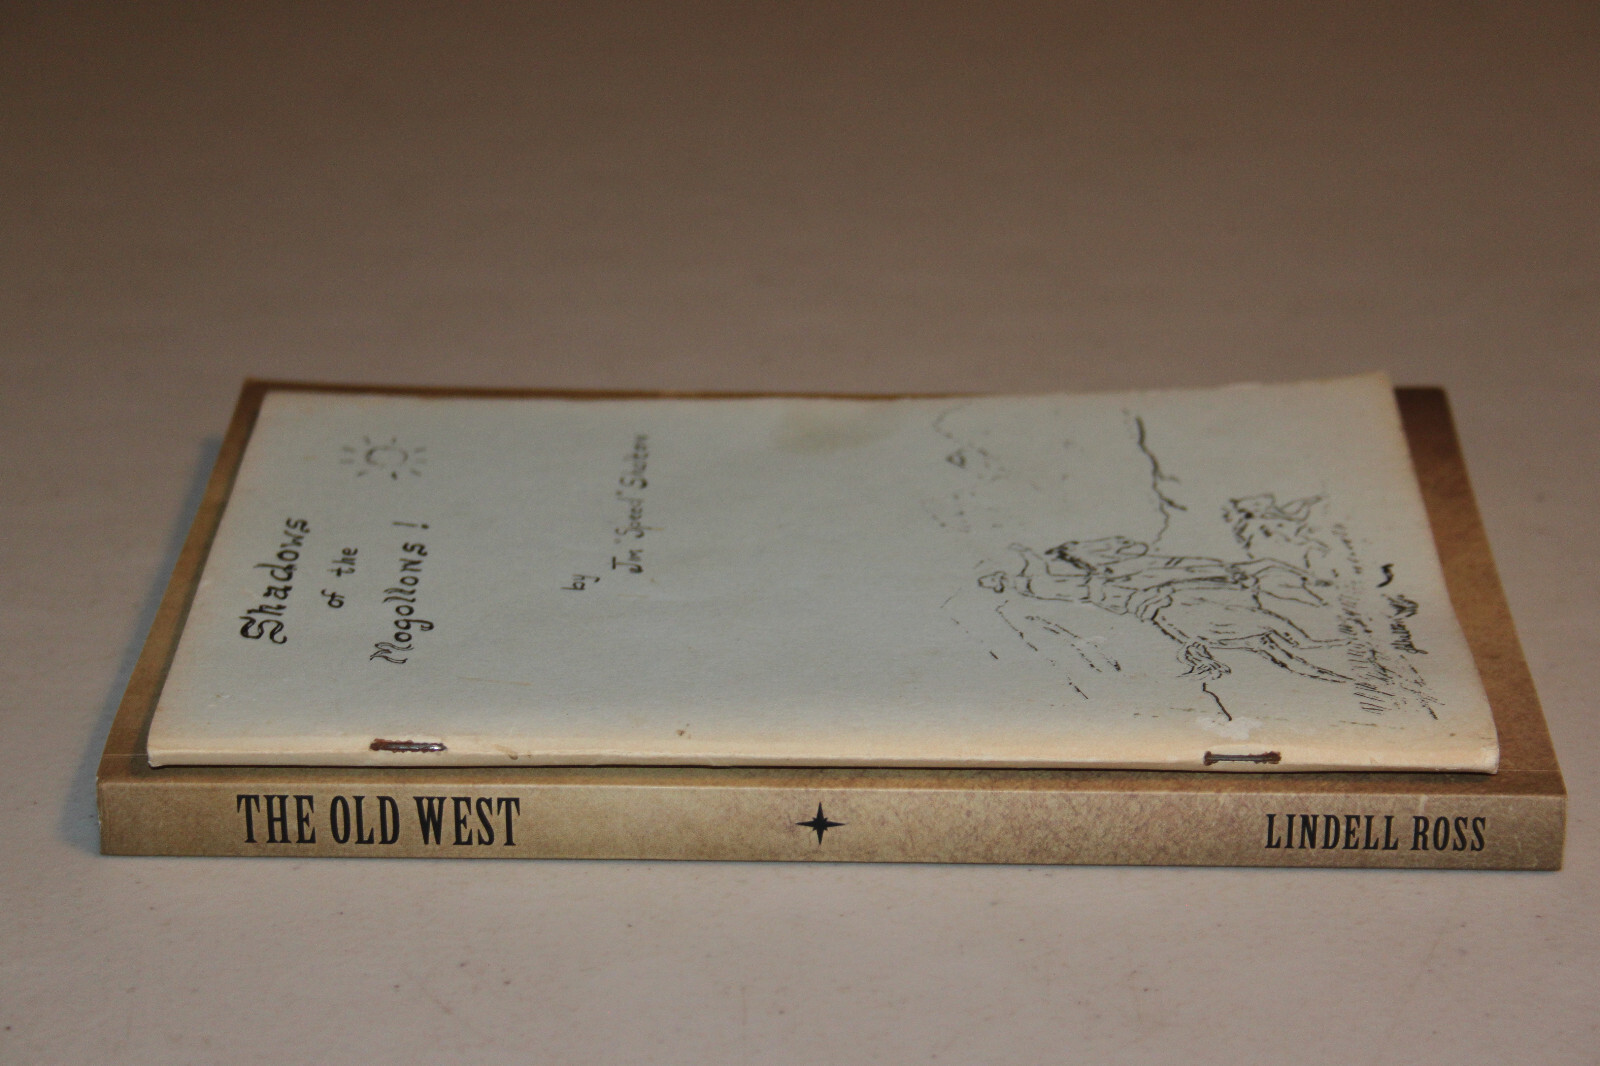 Shadows
of the
Mogollons!
by
Jim "Speed" Shelton
THE OLD WEST
LINDELL ROSS